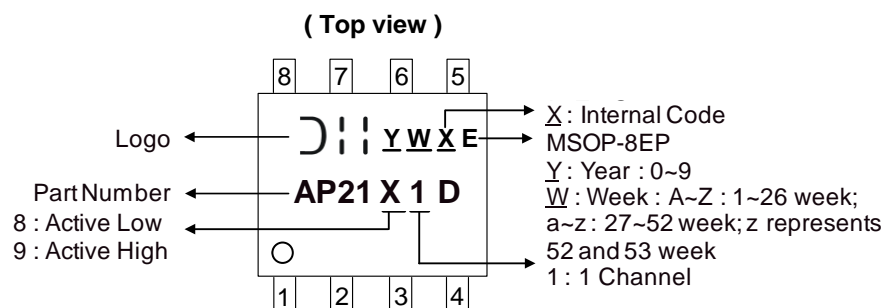 ( Top view )
8 7 6 5
Logo
Y W X E
X : Internal Code
MSOP-8EP
Y : Year : 0~9
W : Week : A~Z : 1~26 week;
a~z : 27~52 week; z represents
52 and 53 week
1 : 1 Channel
Part Number
AP21 X 1 D
8 : Active Low
9 : Active High
1 2 3 4